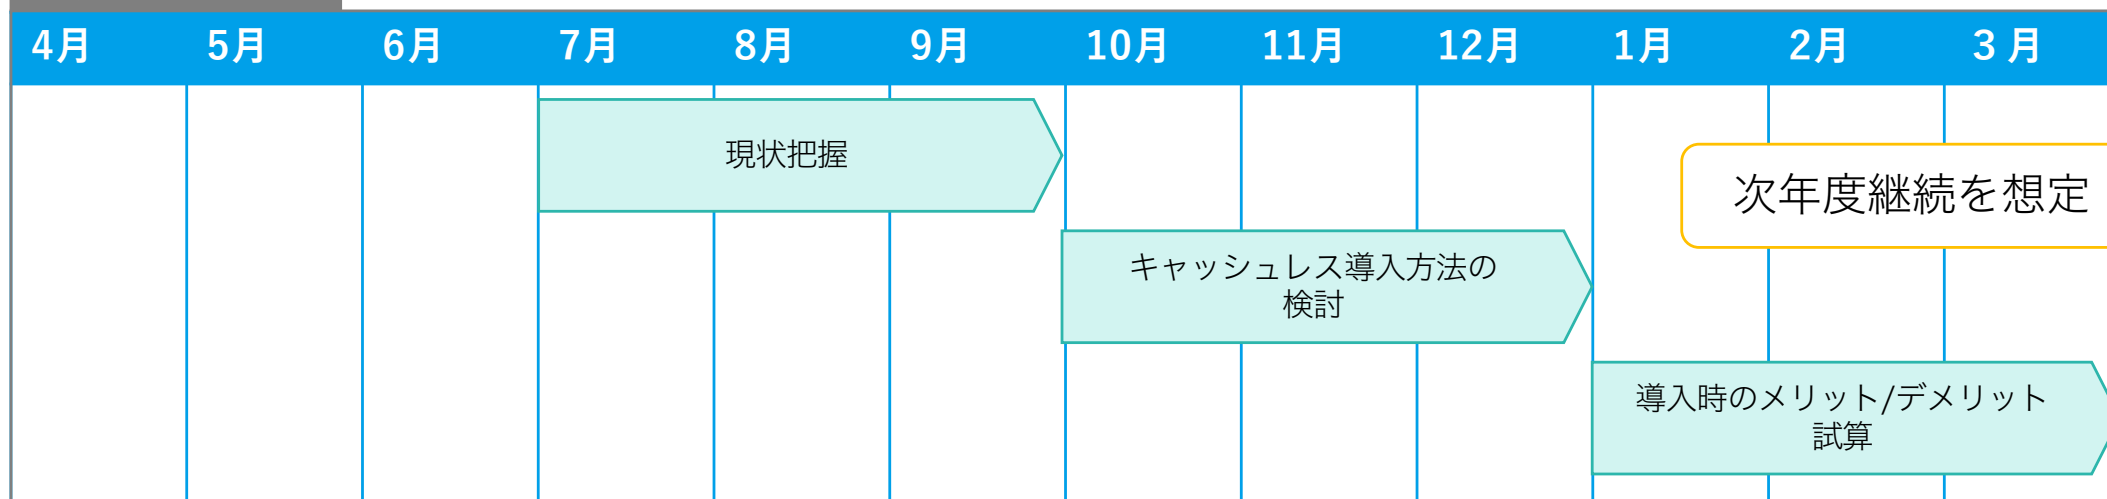 4月 5月 6月 7月 8月 9月 10月 11月 12月 1月 2月 3月
現状把握
次年度継続を想定
キャッシュレス導入方法の
検討
導入時のメリット/デメリット
試算